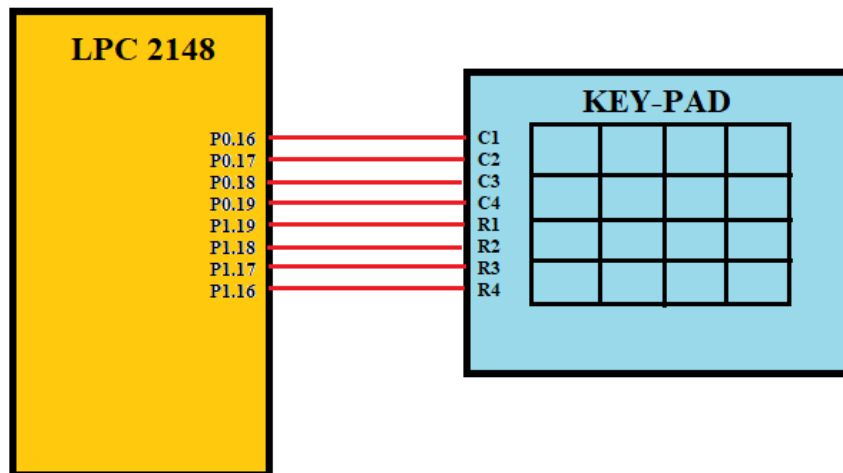 LPC 2148
KEY-PAD
P0.16 C1
P0.17 C2
P0.18 C3
P0.19 C4
P1.19 R1
P1.18 R2
P1.17 R3
P1.16 R4